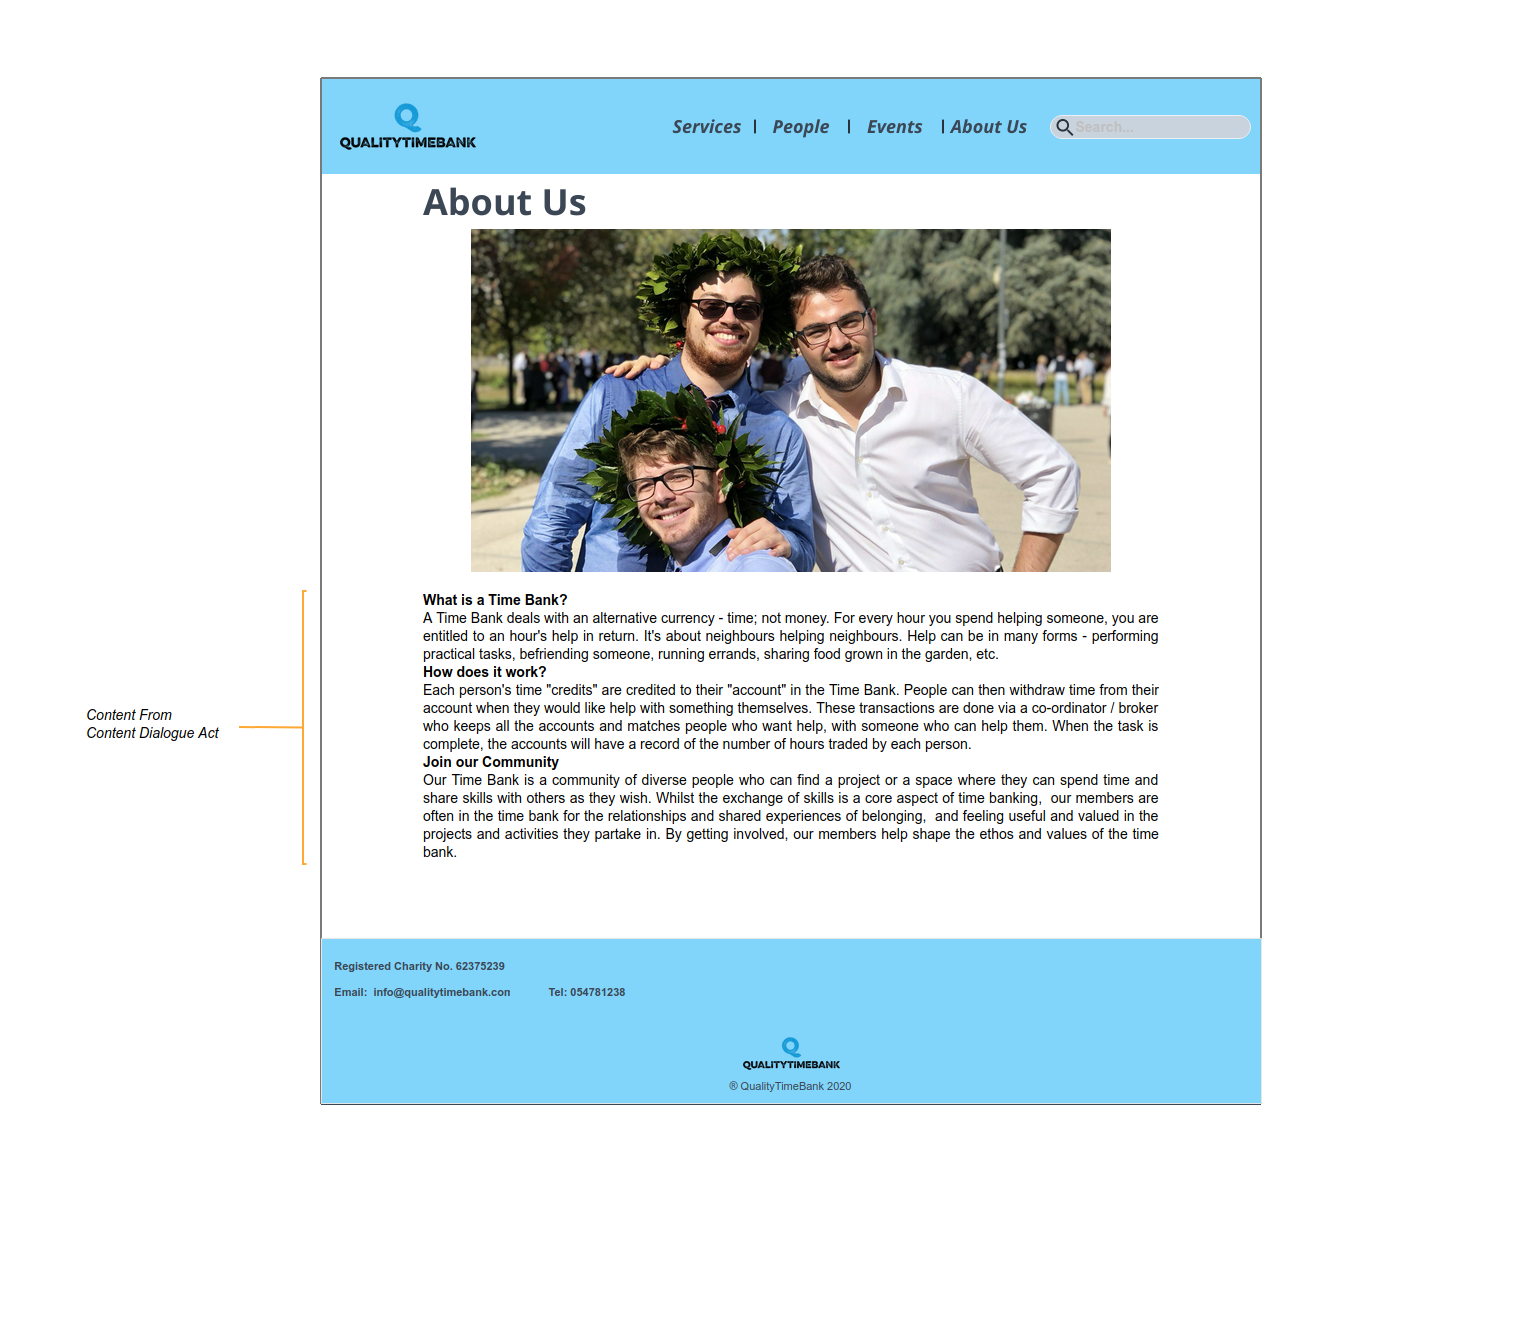 QUALITYTIMEBANK
Services | People | Events | About Us
Search...
About Us
What is a Time Bank?
A Time Bank deals with an alternative currency - time; not money. For every hour you spend helping someone, you are
entitled to an hour's help in return. It's about neighbours helping neighbours. Help can be in many forms - performing
practical tasks, befriending someone, running errands, sharing food grown in the garden, etc.
How does it work?
Each person's time "credits" are credited to their "account" in the Time Bank. People can then withdraw time from their
account when they would like help with something themselves. These transactions are done via a co-ordinator / broker
who keeps all the accounts and matches people who want help, with someone who can help them. When the task is
complete, the accounts will have a record of the number of hours traded by each person.
Join our Community
Our Time Bank is a community of diverse people who can find a project or a space where they can spend time and
share skills with others as they wish. Whilst the exchange of skills is a core aspect of time banking,  our members are
often in the time bank for the relationships and shared experiences of belonging,  and feeling useful and valued in the
projects and activities they partake in. By getting involved, our members help shape the ethos and values of the time
bank.
Content From
Content Dialogue Act
Registered Charity No. 62375239
Email:  info@qualitytimebank.com Tel: 054781238
QUALITYTIMEBANK
® QualityTimeBank 2020